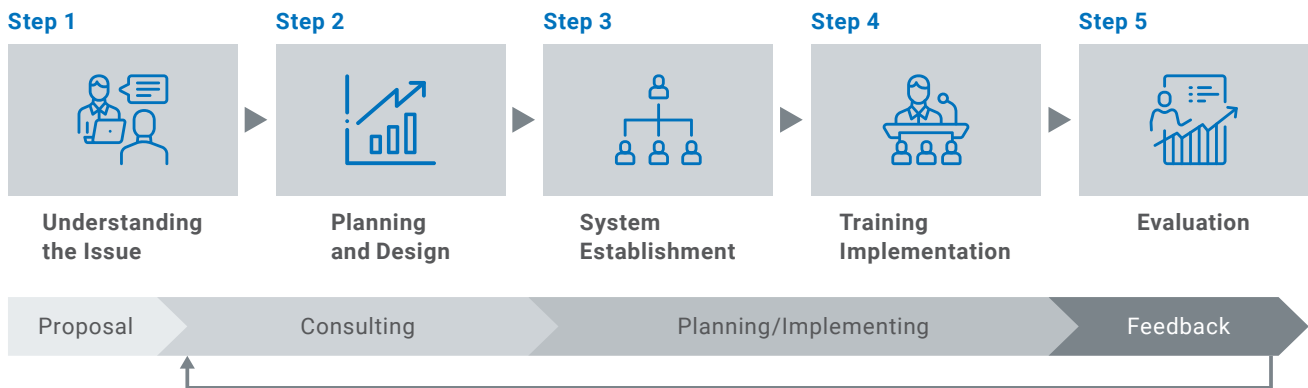 Step 1
Step 2
Step 3
Step 4
Step 5
Understanding
the Issue
Planning
and Design
System
Establishment
Training
Implementation
Evaluation
Proposal
Consulting
Planning/Implementing
Feedback